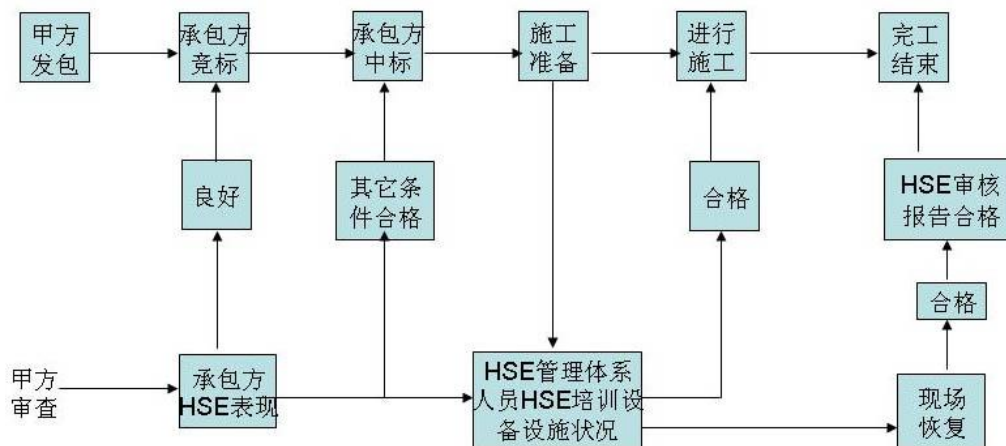 甲方
发包
承包方
竞标
承包方
中标
施工
准备
进行
施工
完工
结束
良好
其它条
件合格
合格
HSE审核
报告合格
合格
甲方
审查
承包方
HSE表现
HSE管理体系
人员HSE培训设
备设施状况
现场
恢复